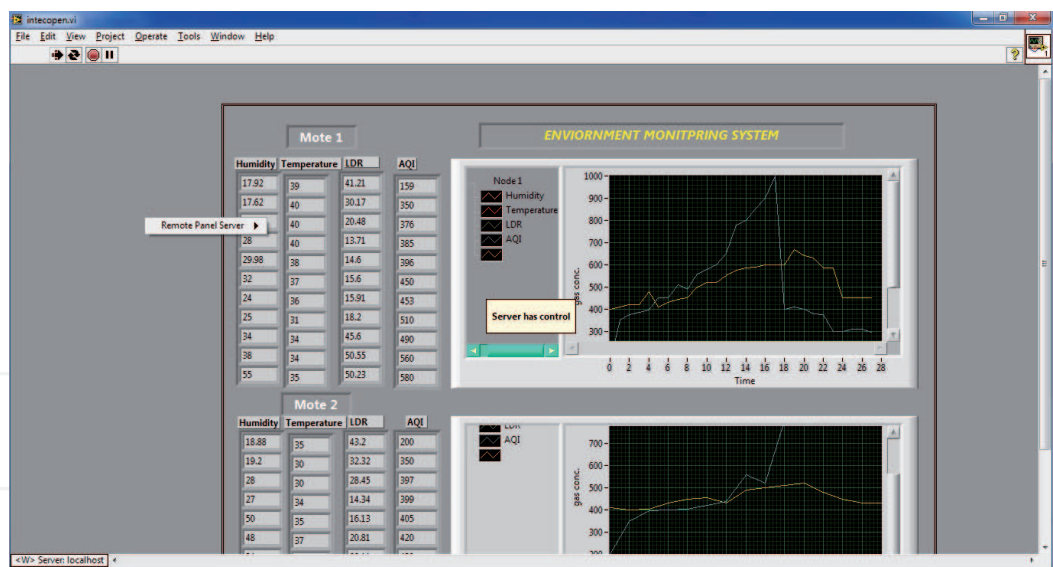 intecopen.vi
File Edit View Project Operate Tools Window Help
Mote 1
ENVIORNMENT MONITPRING SYSTEM
Humidity Temperature LDR AQI
17.92 39 41.21 159
17.62 40 30.17 350
Remote Panel Server 40 20.48 376
28 40 13.71 385
29.98 38 14.6 396
32 37 15.6 450
24 36 15.91 453
25 31 18.2 510
34 34 45.6 490
38 34 50.55 560
55 35 50.23 580
Node1
Humidity
Temperature
LDR
AQI
Server has control
gas conc.
1000
900
800
700
600
500
400
300
0 2 4 6 8 10 12 14 16 18 20 22 24 26 28
Time
Mote 2
Humidity Temperature LDR AQI
18.88 35 43.2 200
19.2 30 32.32 350
28 30 28.45 397
27 34 14.34 399
50 35 16.13 405
48 37 20.81 420
LDR
AQI
gas conc.
700
600
500
400
300
200
<W> Server: localhost